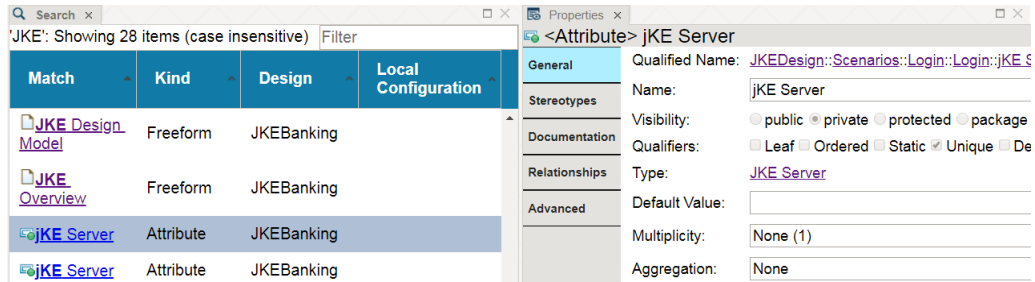 Search
'JKE': Showing 28 items (case insensitive) Filter
Match Kind Design Local Configuration
JKE Design Model Freeform JKEBanking
JKE Overview Freeform JKEBanking
jKE Server Attribute JKEBanking
jKE Server Attribute JKEBanking
Properties
<Attribute> jKE Server
General
Stereotypes
Documentation
Relationships
Advanced
Qualified Name: JKEDesign::Scenarios::Login::Login::jKE S
Name: jKE Server
Visibility: public private protected package
Qualifiers: Leaf Ordered Static Unique De
Type: JKE Server
Default Value:
Multiplicity: None (1)
Aggregation: None